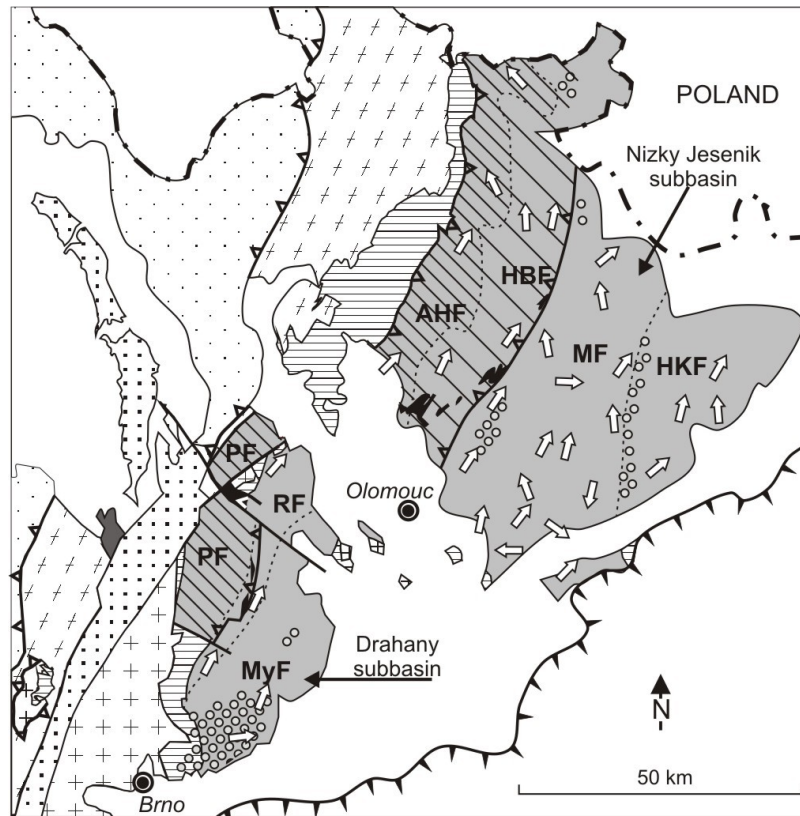 POLAND
Nizky Jesenik
subbasin
HBF
AHF
MF
HKF
PF
Olomouc
RF
PF
Drahany
subbasin
MyF
N
50 km
Brno